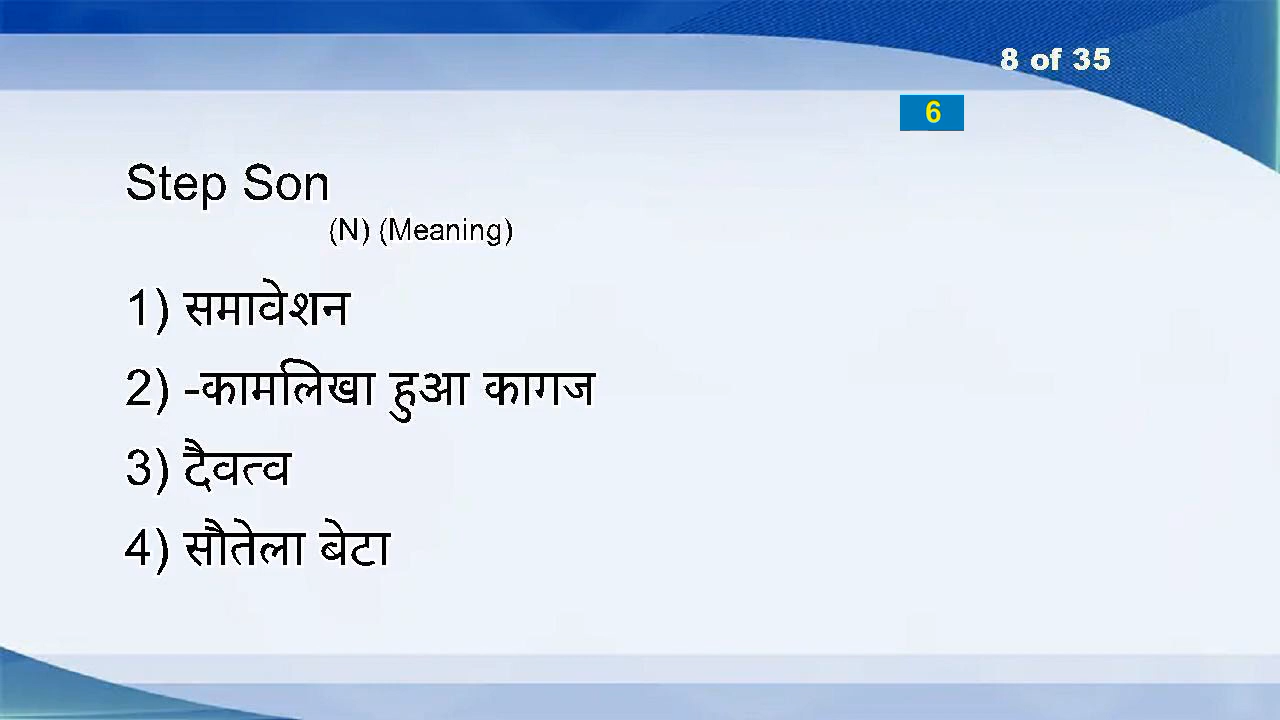 8 of 35
6
Step Son
(N) (Meaning)
1) समावेशन
2) -कामलिखा हुआ कागज
3) दैवत्व
4) सौतेला बेटा